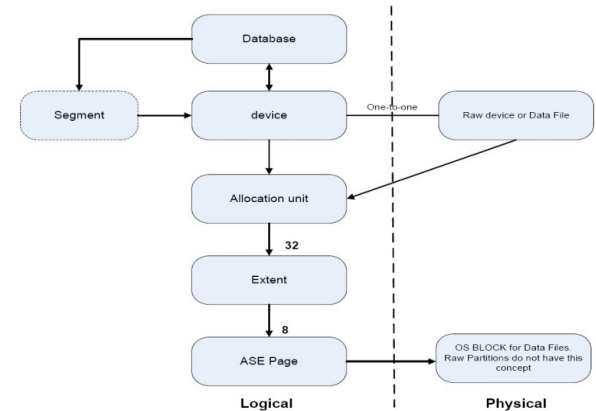 Database
Segment
device
One-to-one
Raw device or Data File
Allocation unit
32
Extent
8
ASE Page
OS BLOCK for Data Files.
Raw Partitions do not have this
concept
Logical
Physical